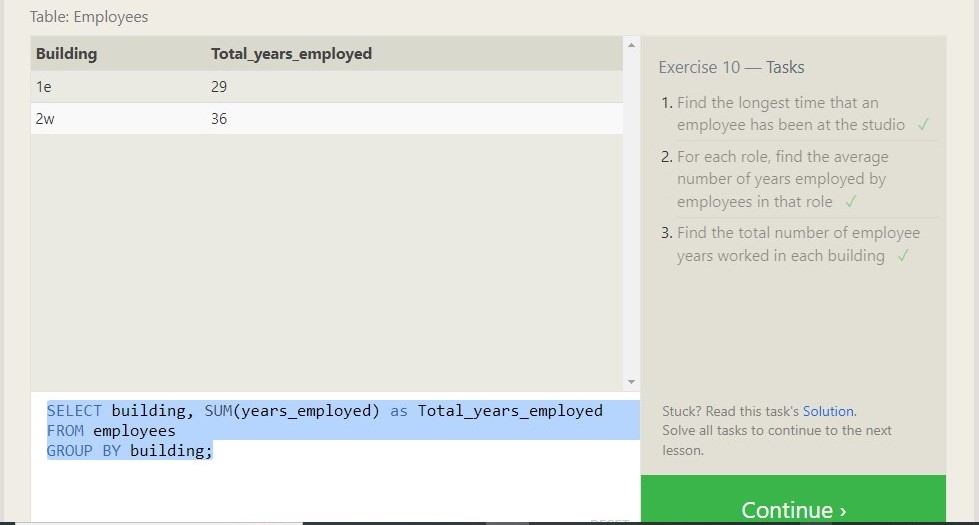 Table: Employees
Building Total_years_employed
1e 29
2w 36
SELECT building, SUM(years_employed) as Total_years_employed
FROM employees
GROUP BY building;
RESET
Exercise 10 — Tasks
1. Find the longest time that an
employee has been at the studio ✓
2. For each role, find the average
number of years employed by
employees in that role ✓
3. Find the total number of employee
years worked in each building ✓
Stuck? Read this task's Solution.
Solve all tasks to continue to the next
lesson.
Continue ›